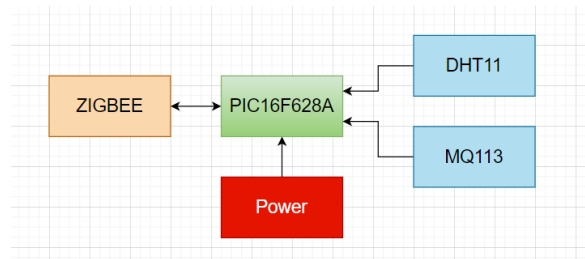 DHT11
ZIGBEE
PIC16F628A
MQ113
Power